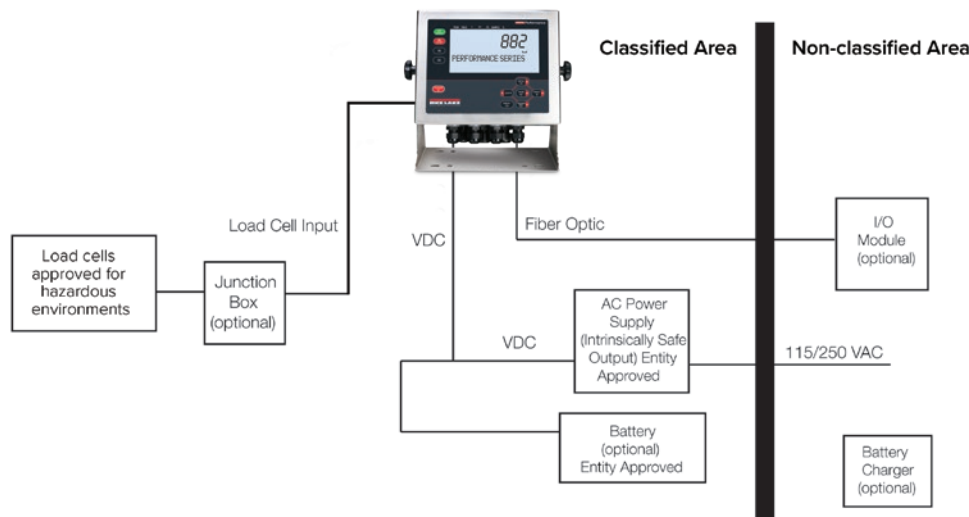 882
PERFORMANCE SERIES
RICE LAKE
Classified Area
Non-classified Area
Load Cell Input
VDC
Fiber Optic
I/O
Module
(optional)
Load cells
approved for
hazardous
environments
Junction
Box
(optional)
VDC
AC Power
Supply
(Intrinsically Safe
Output) Entity
Approved
115/250 VAC
Battery
(optional)
Entity Approved
Battery
Charger
(optional)